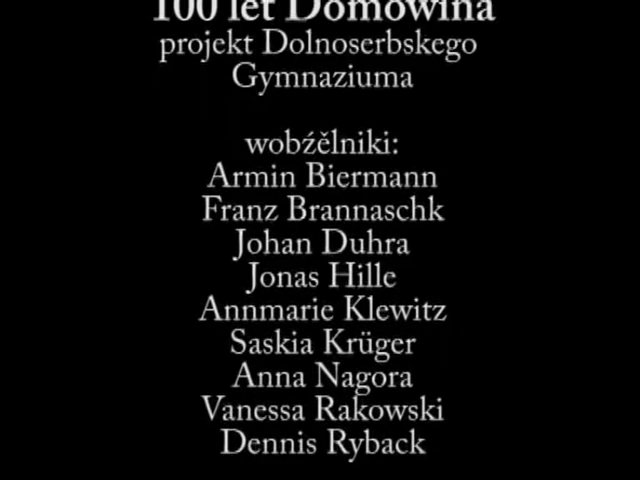 100 let Domowina
projekt Dolnoserbskego
Gymnaziuma
wobźělniki:
Armin Biermann
Franz Brannaschk
Johan Duhra
Jonas Hille
Annmarie Klewitz
Saskia Krüger
Anna Nagora
Vanessa Rakowski
Dennis Ryback